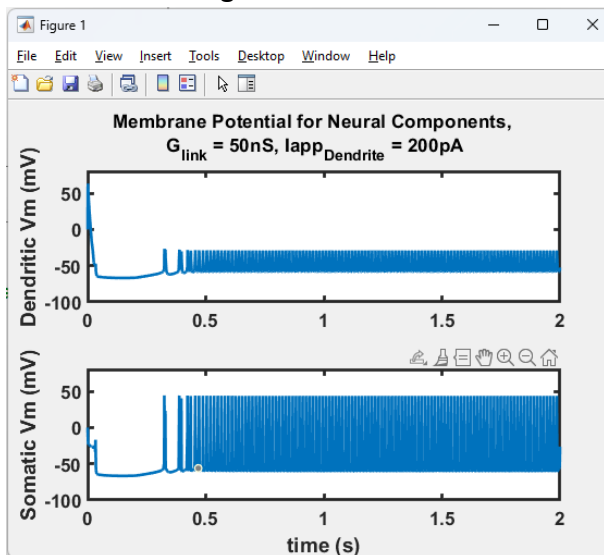 Figure 1
File Edit View Insert Tools Desktop Window Help
Membrane Potential for Neural Components,
G_link = 50nS, Iapp_Dendrite = 200pA
Dendritic Vm (mV)
50
0
-50
-100
0 0.5 1 1.5 2
Somatic Vm (mV)
50
0
-50
-100
0 0.5 1 1.5 2
time (s)